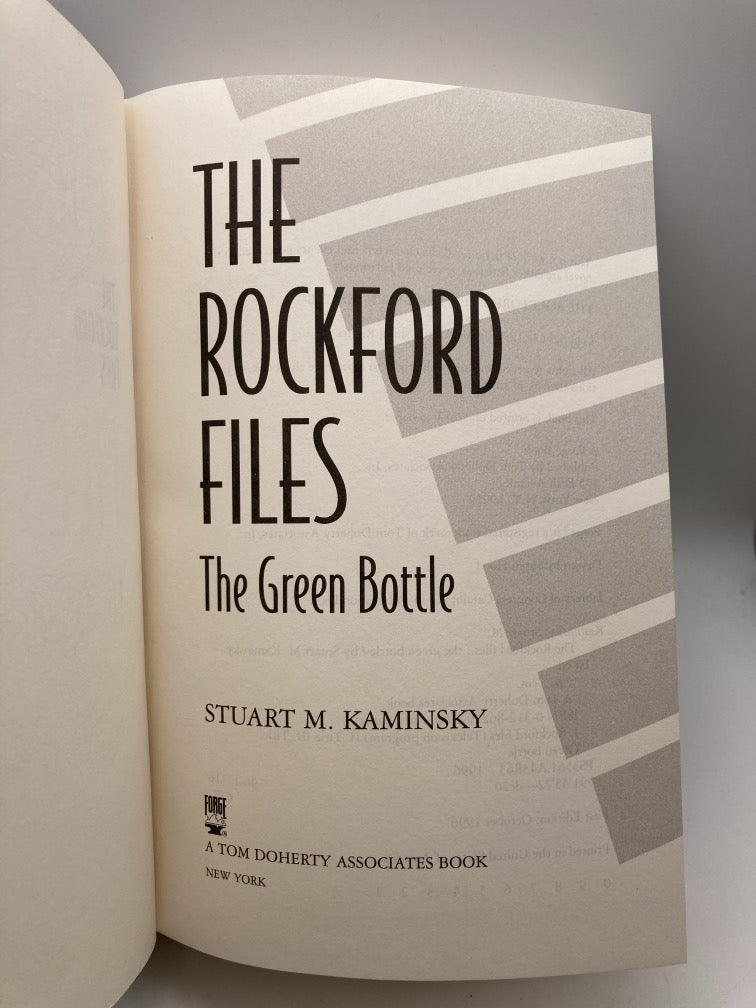 THE
ROCKFORD
FILES
The Green Bottle
STUART M. KAMINSKY
FORGE
®
A TOM DOHERTY ASSOCIATES BOOK
NEW YORK